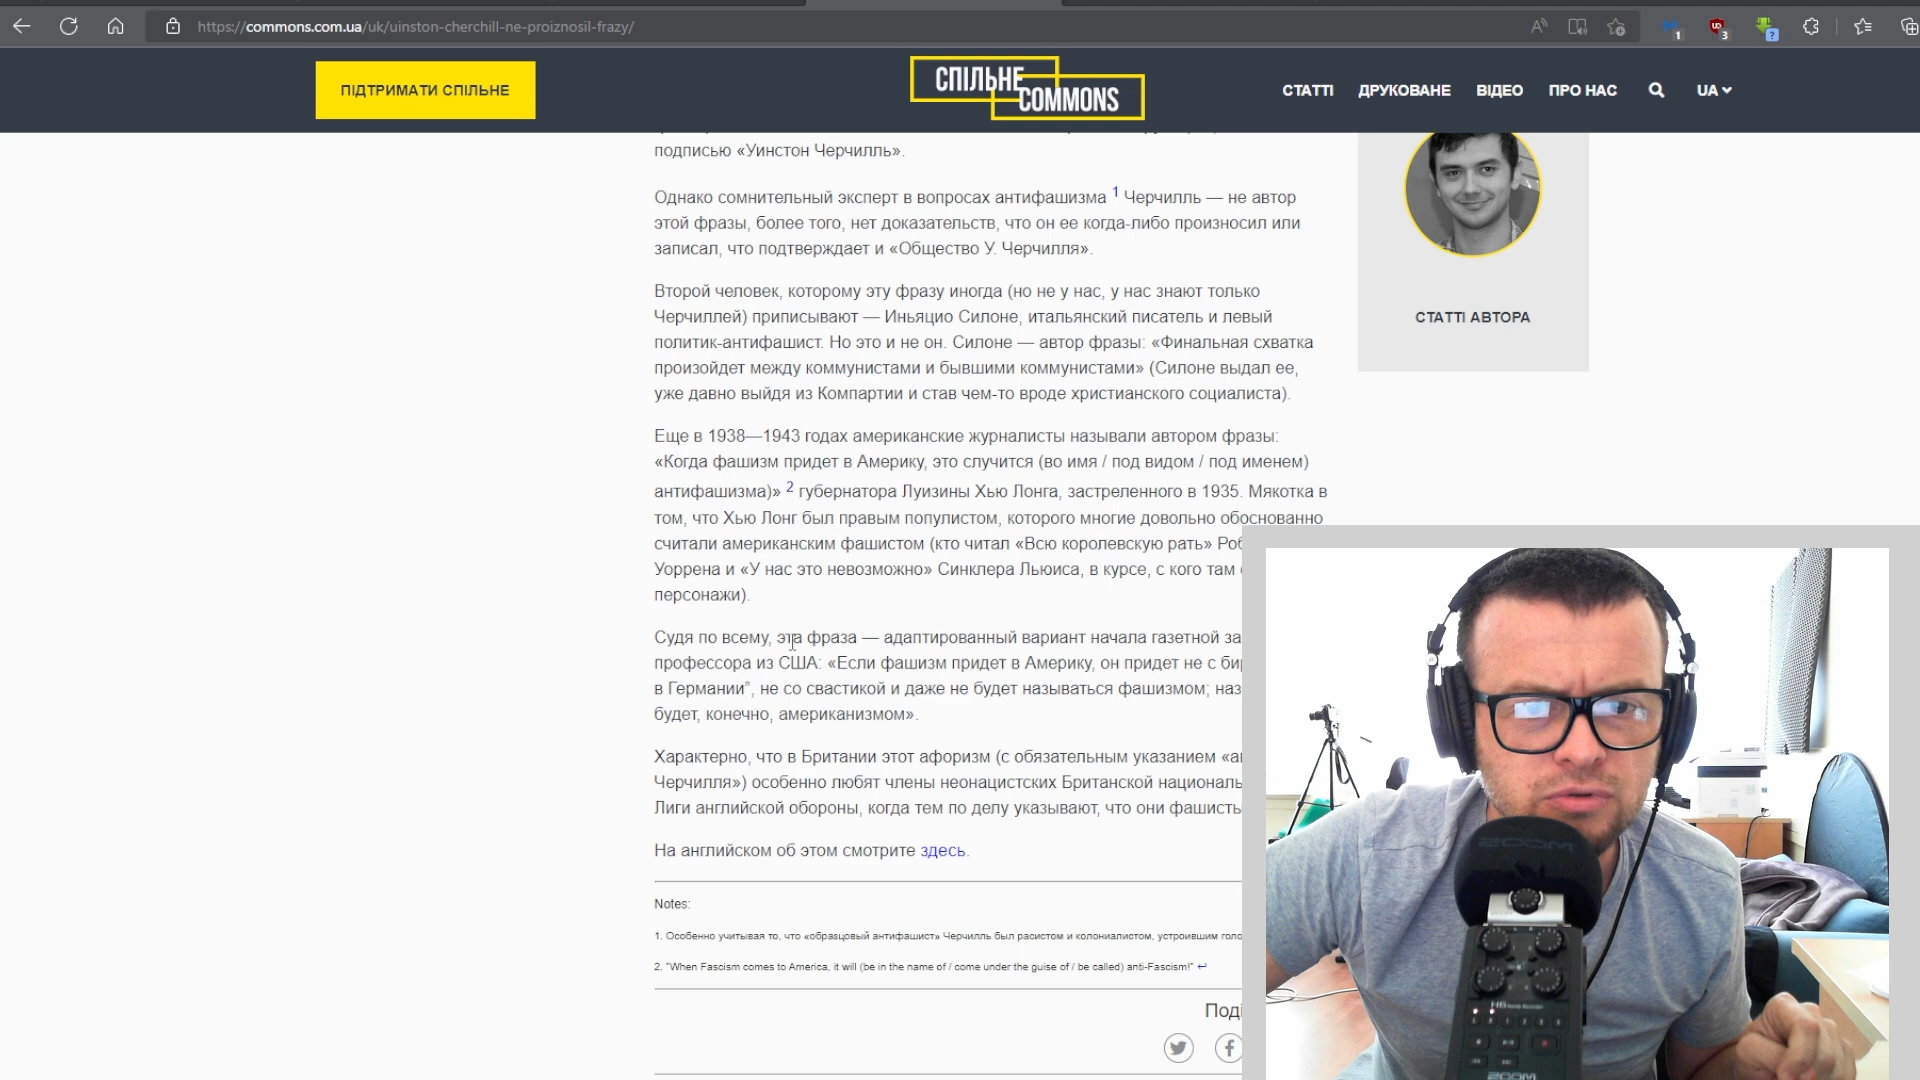 https://commons.com.ua/uk/uinston-cherchill-ne-proiznosil-frazy/
1
3
?
ПІДТРИМАТИ СПІЛЬНЕ
СПІЛЬНЕ
COMMONS
СТАТТІ ДРУКОВАНЕ ВІДЕО ПРО НАС UA
подписью «Уинстон Черчилль».
Однако сомнительный эксперт в вопросах антифашизма 1 Черчилль — не автор
этой фразы, более того, нет доказательств, что он ее когда-либо произносил или
записал, что подтверждает и «Общество У. Черчилля».
Второй человек, которому эту фразу иногда (но не у нас, у нас знают только
Черчиллей) приписывают — Иньяцио Силоне, итальянский писатель и левый
политик-антифашист. Но это и не он. Силоне — автор фразы: «Финальная схватка
произойдет между коммунистами и бывшими коммунистами» (Силоне выдал ее,
уже давно выйдя из Компартии и став чем-то вроде христианского социалиста).
СТАТТІ АВТОРА
Еще в 1938—1943 годах американские журналисты называли автором фразы:
«Когда фашизм придет в Америку, это случится (во имя / под видом / под именем)
антифашизма)» 2 губернатора Луизины Хью Лонга, застреленного в 1935. Мякотка в
том, что Хью Лонг был правым популистом, которого многие довольно обоснованно
считали американским фашистом (кто читал «Всю королевскую рать» Роб
Уоррена и «У нас это невозможно» Синклера Льюиса, в курсе, с кого там
персонажи).
Судя по всему, эта фраза — адаптированный вариант начала газетной за
профессора из США: «Если фашизм придет в Америку, он придет не с би
в Германии”, не со свастикой и даже не будет называться фашизмом; наз
будет, конечно, американизмом».
Характерно, что в Британии этот афоризм (с обязательным указанием «а
Черчилля») особенно любят члены неонацистских Британской националь
Лиги английской обороны, когда тем по делу указывают, что они фашисты
На английском об этом смотрите здесь.
Notes:
1. Особенно учитывая то, что «образцовый антифашист» Черчилль был расистом и колониалистом, устроившим голо
2. "When Fascism comes to America, it will (be in the name of / come under the guise of / be called) anti-Fascism!" ↩
Поді
ZOOM
H6
ZOOM